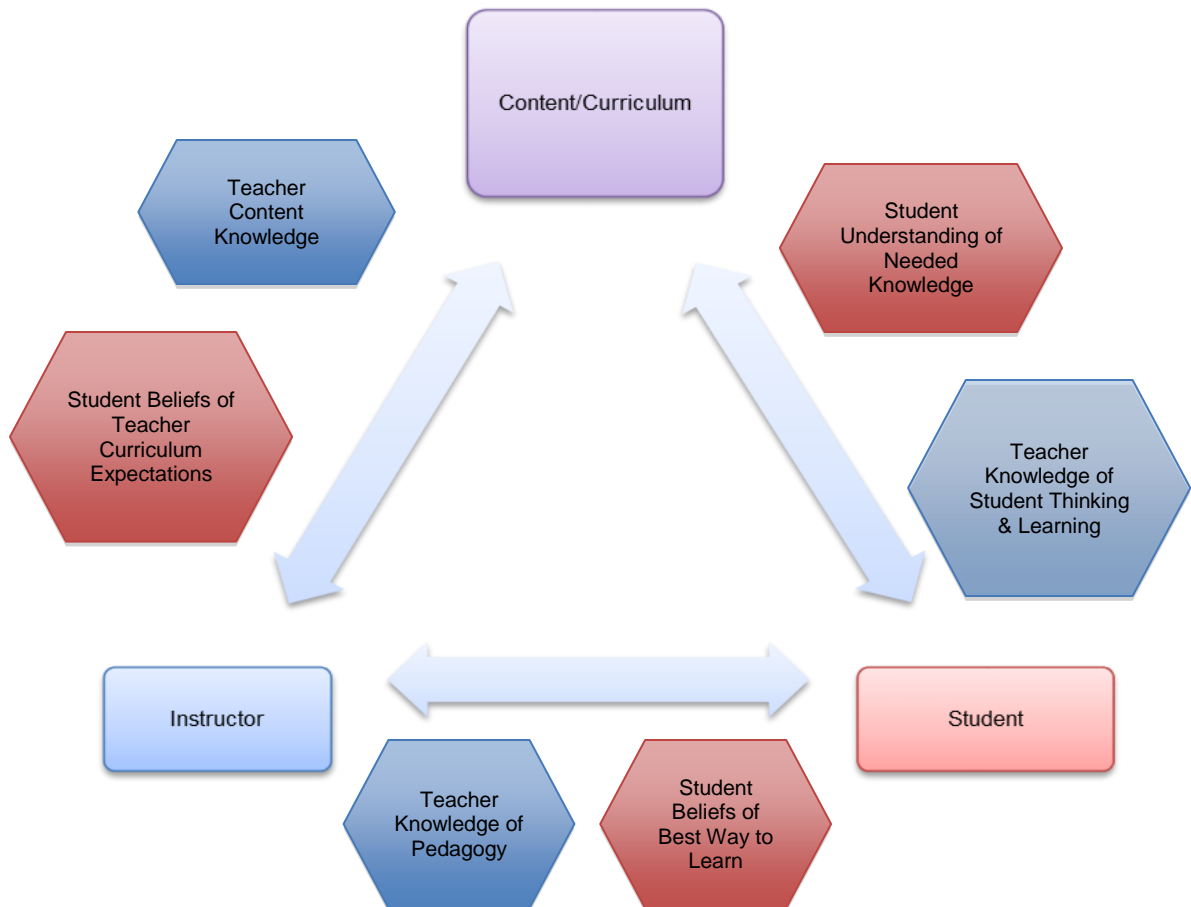 Content/Curriculum
Teacher
Content
Knowledge
Student
Understanding of
Needed
Knowledge
Student Beliefs of
Teacher
Curriculum
Expectations
Teacher
Knowledge of
Student Thinking
& Learning
Instructor
Student
Teacher
Knowledge of
Pedagogy
Student
Beliefs of
Best Way to
Learn